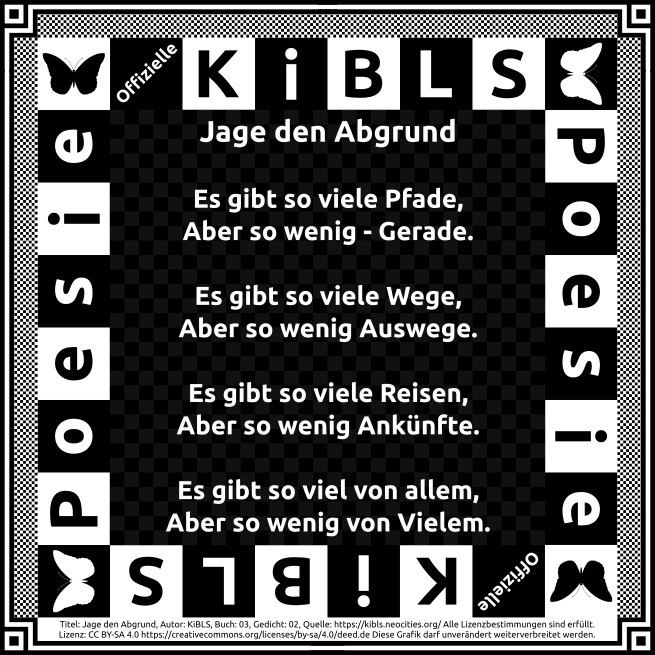 Offizielle KiBLS
Poesie
Poesie
Jage den Abgrund
Es gibt so viele Pfade,
Aber so wenig - Gerade.
Es gibt so viele Wege,
Aber so wenig Auswege.
Es gibt so viele Reisen,
Aber so wenig Ankünfte.
Es gibt so viel von allem,
Aber so wenig von Vielem.
Offizielle KiBLS
Titel: Jage den Abgrund, Autor: KiBLS, Buch: 03, Gedicht: 02, Quelle: https://kibls.neocities.org/ Alle Lizenzbestimmungen sind erfüllt.
Lizenz: CC BY-SA 4.0 https://creativecommons.org/licenses/by-sa/4.0/deed.de Diese Grafik darf unverändert weiterverbreitet werden.